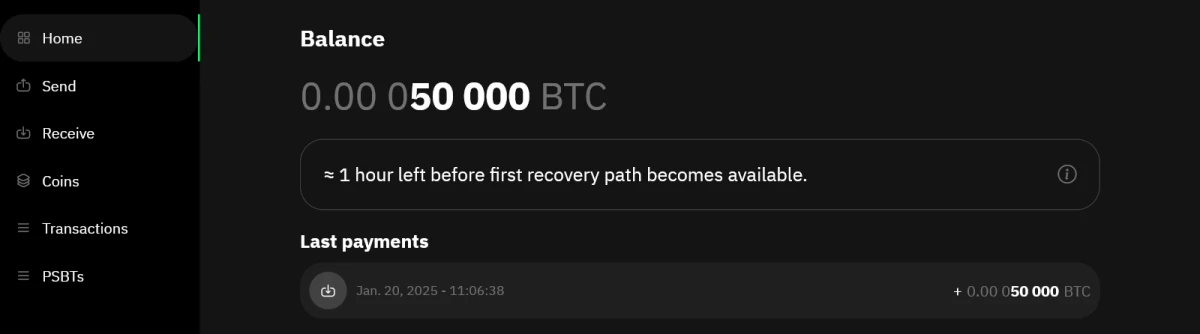 Home
Send
Receive
Coins
Transactions
PSBTs
Balance
0.00 050 000 BTC
≈ 1 hour left before first recovery path becomes available.
Last payments
Jan. 20, 2025 - 11:06:38
+ 0.00 050 000 BTC